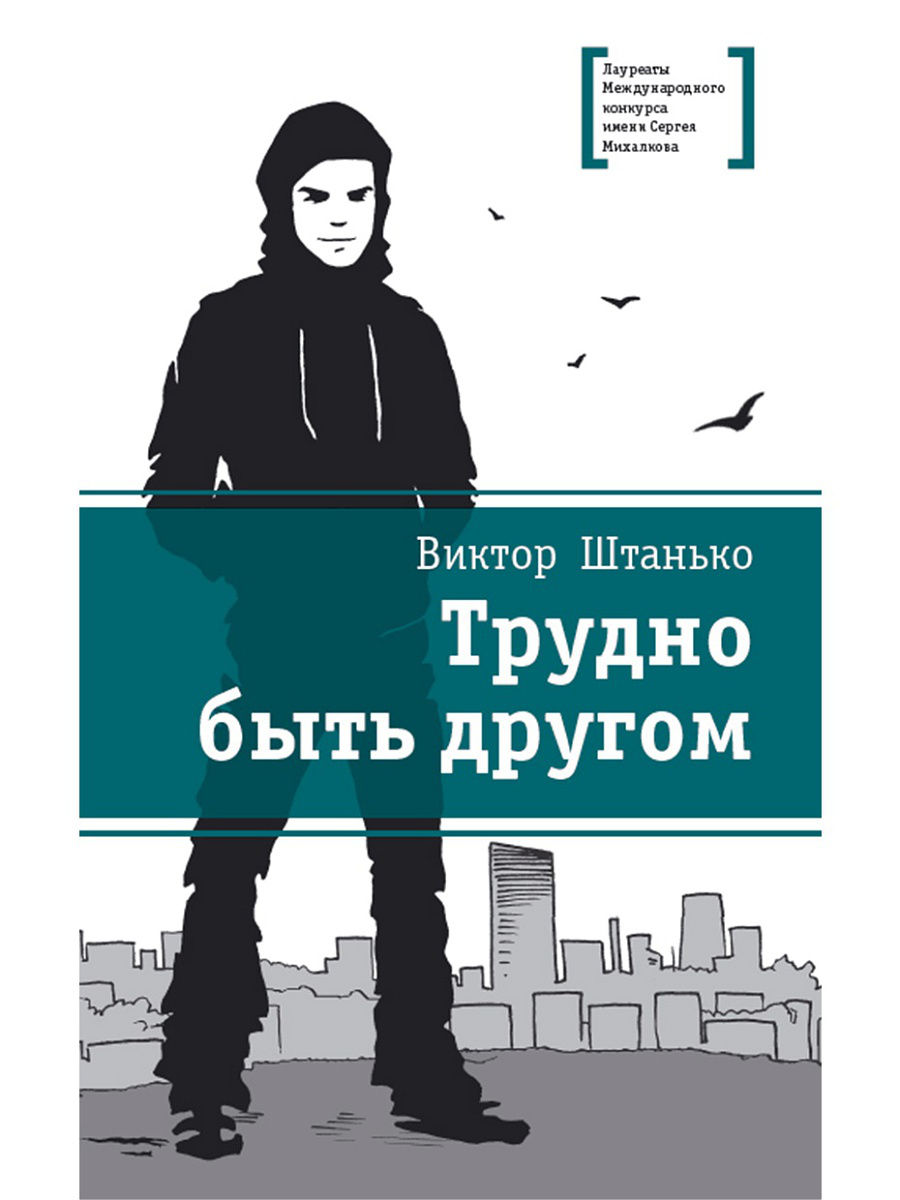 Лауреаты
Международного
конкурса
имени Сергея
Михалкова
Виктор Штанько
Трудно
быть другом